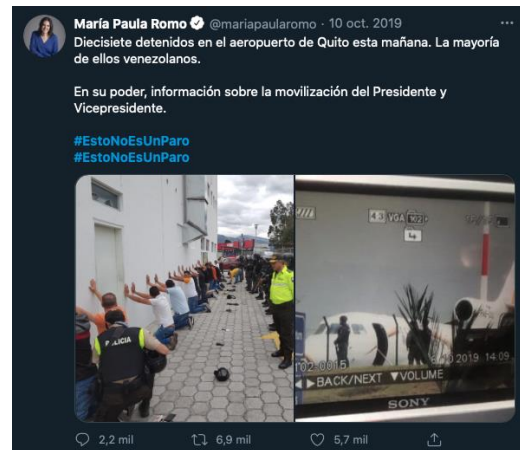 María Paula Romo @mariapaularomo · 10 oct. 2019
Diecisiete detenidos en el aeropuerto de Quito esta mañana. La mayoría
de ellos venezolanos.
En su poder, información sobre la movilización del Presidente y
Vicepresidente.
#EstoNoEsUnParo
#EstoNoEsUnParo
POLICIA
4:3 VGA
102-0015
2019 14:09
BACK/NEXT ▼VOLUME
SONY
2,2 mil 6,9 mil 5,7 mil